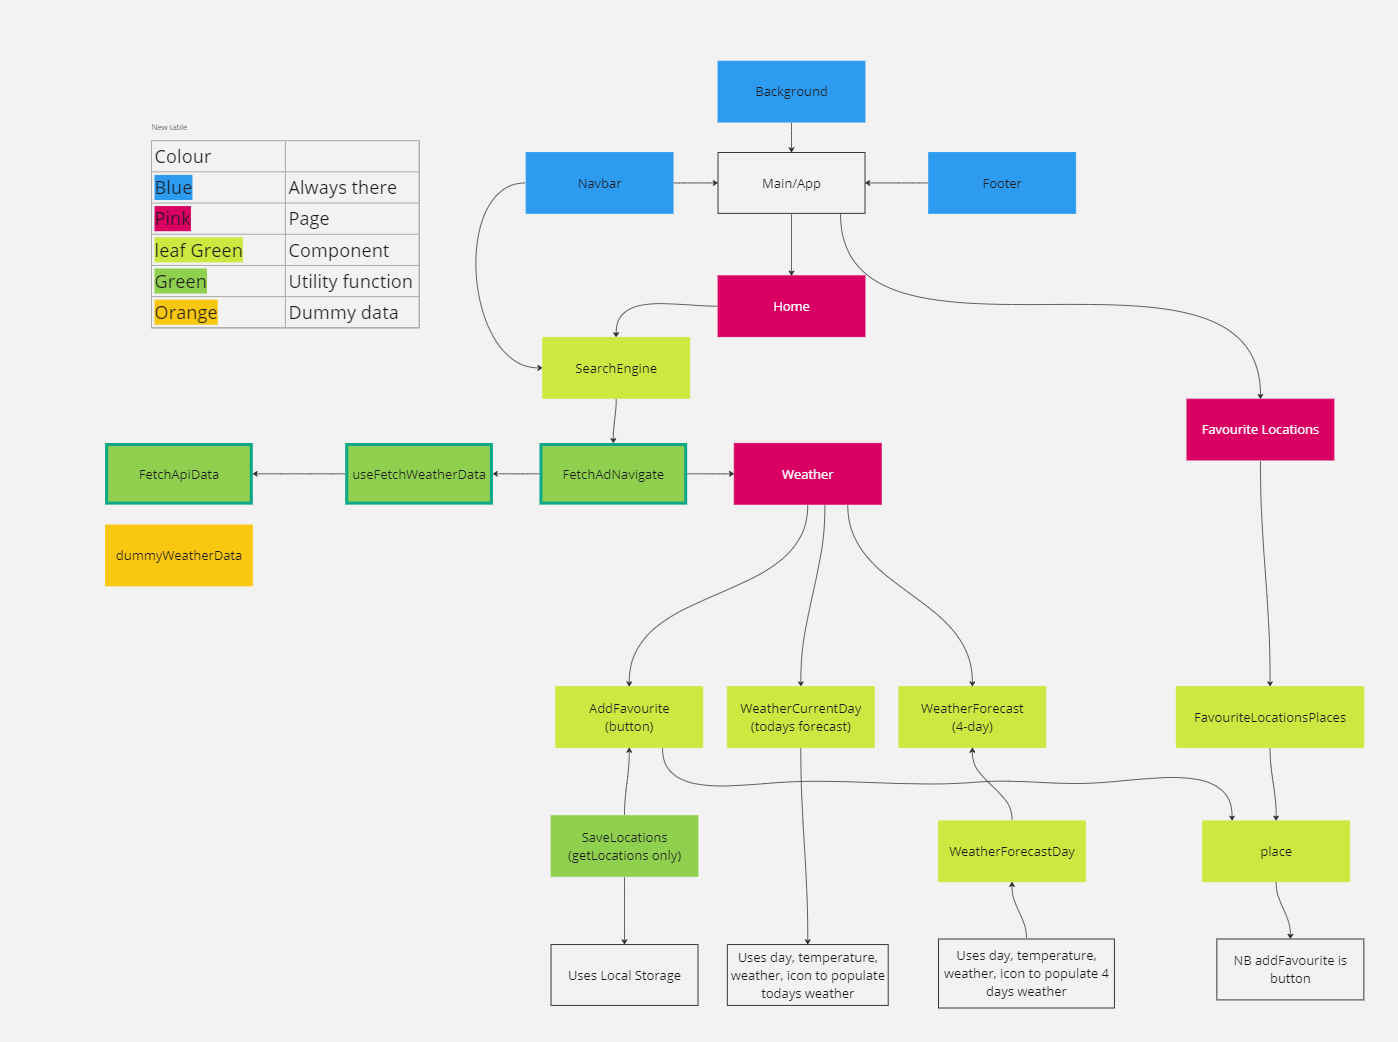 Background
New table
Colour
Navbar
Main/App
Footer
Blue
Always there
Pink
Page
leaf Green
Component
Green
Utility function
Orange
Dummy data
Home
SearchEngine
Favourite Locations
FetchApiData
useFetchWeatherData
FetchAdNavigate
Weather
dummyWeatherData
AddFavourite
(button)
WeatherCurrentDay
(todays forecast)
WeatherForecast
(4-day)
FavouriteLocationsPlaces
SaveLocations
(getLocations only)
WeatherForecastDay
place
Uses Local Storage
Uses day, temperature,
weather, icon to populate
todays weather
Uses day, temperature,
weather, icon to populate 4
days weather
NB addFavourite is
button